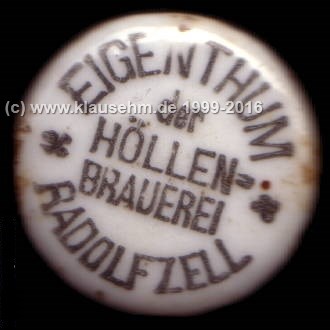 EIGENTHUM
(c) www.klausehm.de 1999-2016
der
HÖLLEN=
BRAUEREI
RADOLFZELL